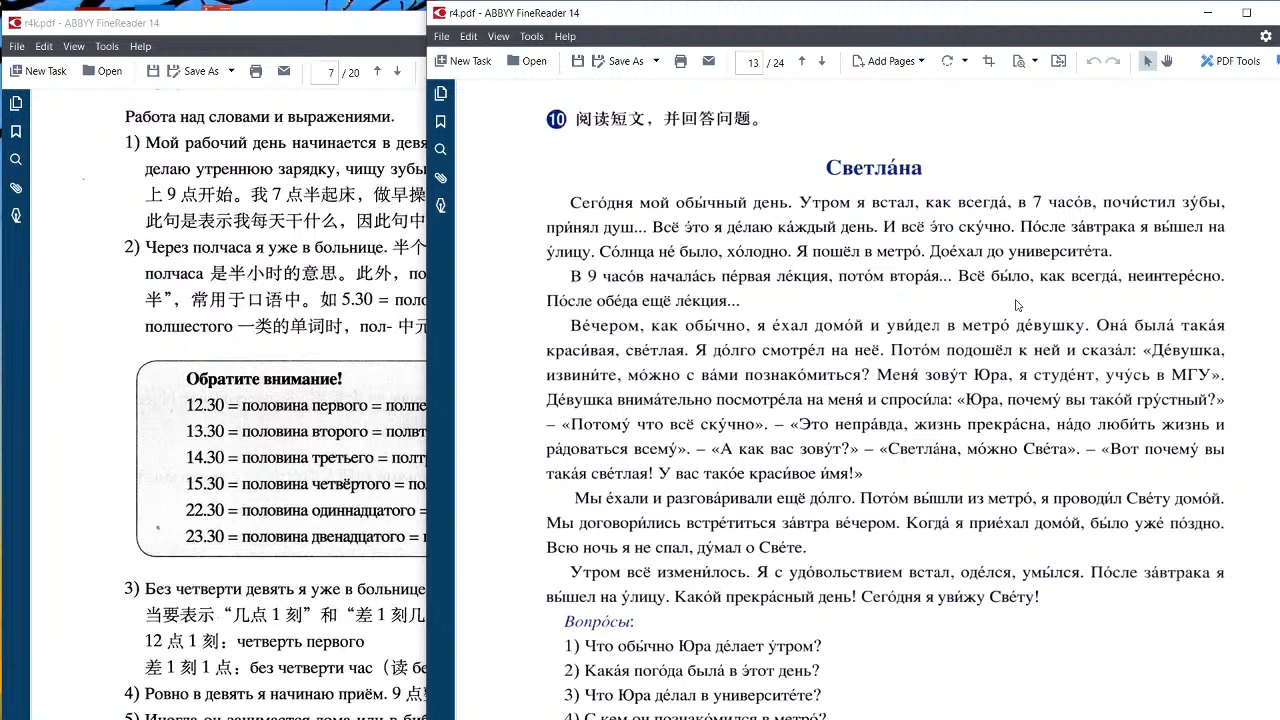 r4k.pdf - ABBYY FineReader 14
File Edit View Tools Help
New Task Open Save As 7 / 20
Работа над словами и выражениями.
1) Мой рабочий день начинается в девя
делаю утреннюю зарядку, чищу зубы
上 9 点开始。我 7 点半起床，做早操
此句是表示我每天干什么，因此句中
2) Через полчаса я уже в больнице. 半个
полчаса 是半小时的意思。此外，по
半”，常用于口语中。如 5.30 = пол
полшестого 一类的单词时，пол- 中元
Обратите внимание!
12.30 = половина первого = полпе
13.30 = половина второго = полвт
14.30 = половина третьего = полт
15.30 = половина четвёртого = по
22.30 = половина одиннадцатого =
23.30 = половина двенадцатого =
3) Без четверти девять я уже в больнице
当要表示“几点 1 刻”和“差 1 刻几
12 点 1 刻：четверть первого
差 1 刻 1 点：без четверти час（读 бе
4) Ровно в девять я начинаю приём. 9 点
5) Иногда он занимается дома или в биб
r4.pdf - ABBYY FineReader 14
File Edit View Tools Help
New Task Open Save As 13 / 24 Add Pages PDF Tools
10 阅读短文，并回答问题。
Светла́на
Сего́дня мой обы́чный день. Утром я встал, как всегда́, в 7 часо́в, почи́стил зу́бы,
при́нял душ... Всё э́то я де́лаю ка́ждый день. И всё э́то ску́чно. По́сле за́втрака я вы́шел на
у́лицу. Со́лнца не́ было, хо́лодно. Я пошёл в метро́. Дое́хал до университе́та.
В 9 часо́в начала́сь пе́рвая ле́кция, пото́м втора́я... Всё бы́ло, как всегда́, неинтере́сно.
По́сле обе́да ещё ле́кция...
Ве́чером, как обы́чно, я е́хал домо́й и уви́дел в метро́ де́вушку. Она́ была́ така́я
краси́вая, све́тлая. Я до́лго смотре́л на неё. Пото́м подошёл к ней и сказа́л: «Де́вушка,
извини́те, мо́жно с ва́ми познако́миться? Меня́ зову́т Юра, я студе́нт, учу́сь в МГУ».
Де́вушка внима́тельно посмотре́ла на меня́ и спроси́ла: «Юра, почему́ вы тако́й гру́стный?»
– «Потому́ что всё ску́чно». – «Это непра́вда, жизнь прекра́сна, на́до люби́ть жизнь и
ра́доваться всему́». – «А как вас зову́т?» – «Светла́на, мо́жно Све́та». – «Вот почему́ вы
така́я све́тлая! У вас тако́е краси́вое и́мя!»
Мы е́хали и разгова́ривали ещё до́лго. Пото́м вы́шли из метро́, я проводи́л Све́ту домо́й.
Мы договори́лись встре́титься за́втра ве́чером. Когда́ я прие́хал домо́й, бы́ло уже́ по́здно.
Всю ночь я не спал, ду́мал о Све́те.
Утром всё измени́лось. Я с удово́льствием встал, оде́лся, умы́лся. По́сле за́втрака я
вы́шел на у́лицу. Како́й прекра́сный день! Сего́дня я уви́жу Све́ту!
Вопро́сы:
1) Что обы́чно Юра де́лает у́тром?
2) Кака́я пого́да была́ в э́тот день?
3) Что Юра де́лал в университе́те?
4) С кем он познако́мился в метро́?